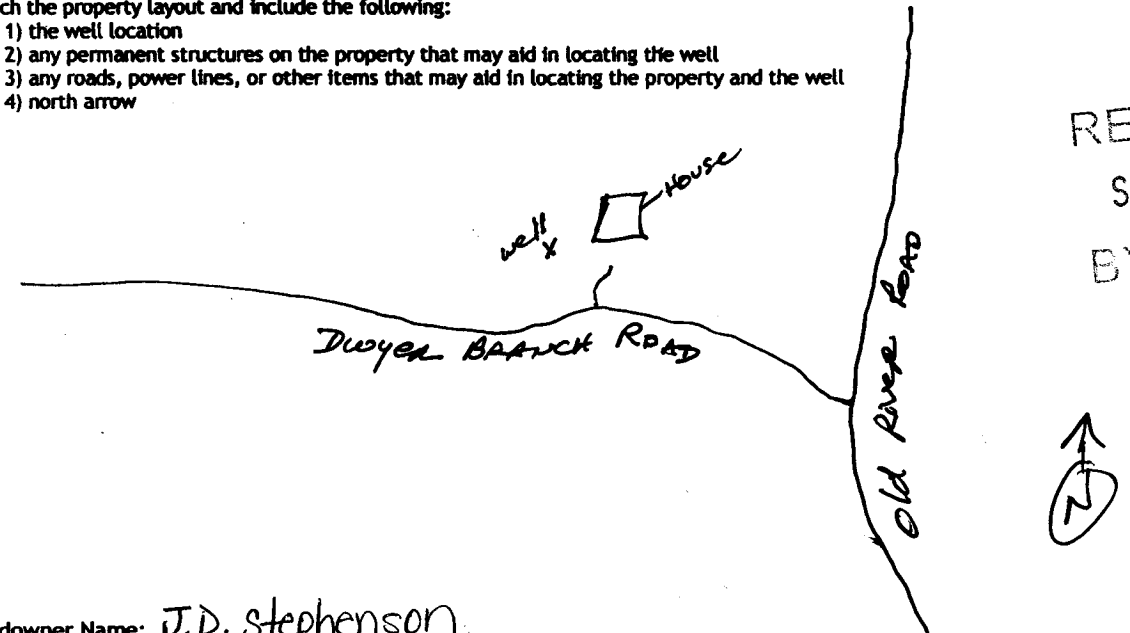 ch the property layout and include the following:
1) the well location
2) any permanent structures on the property that may aid in locating the well
3) any roads, power lines, or other items that may aid in locating the property and the well
4) north arrow
RE
S
BY
House
well
x
Dwyer BRANCH ROAD
Old River ROAD
N
downer Name: J.D. Stephenson